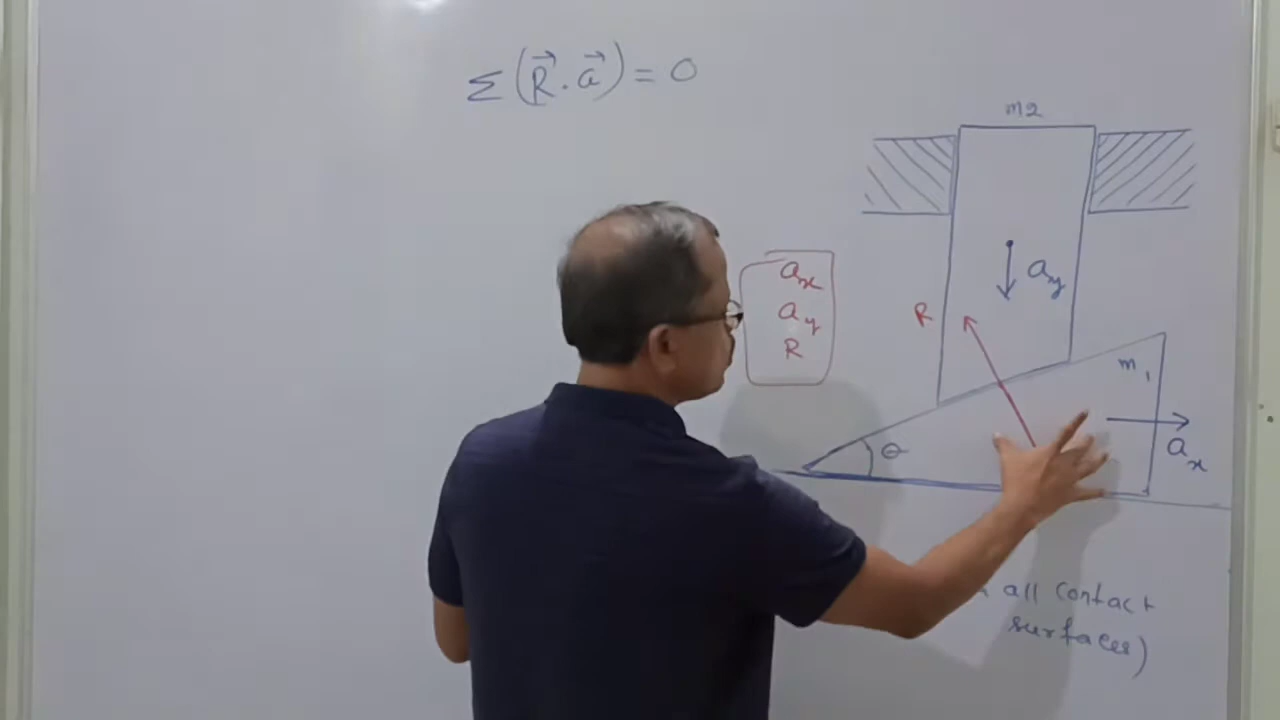 Σ(R⃗.a⃗) = 0
m2
ax
ay
R
ay
R
m1
θ
ax
all contact
surfaces)